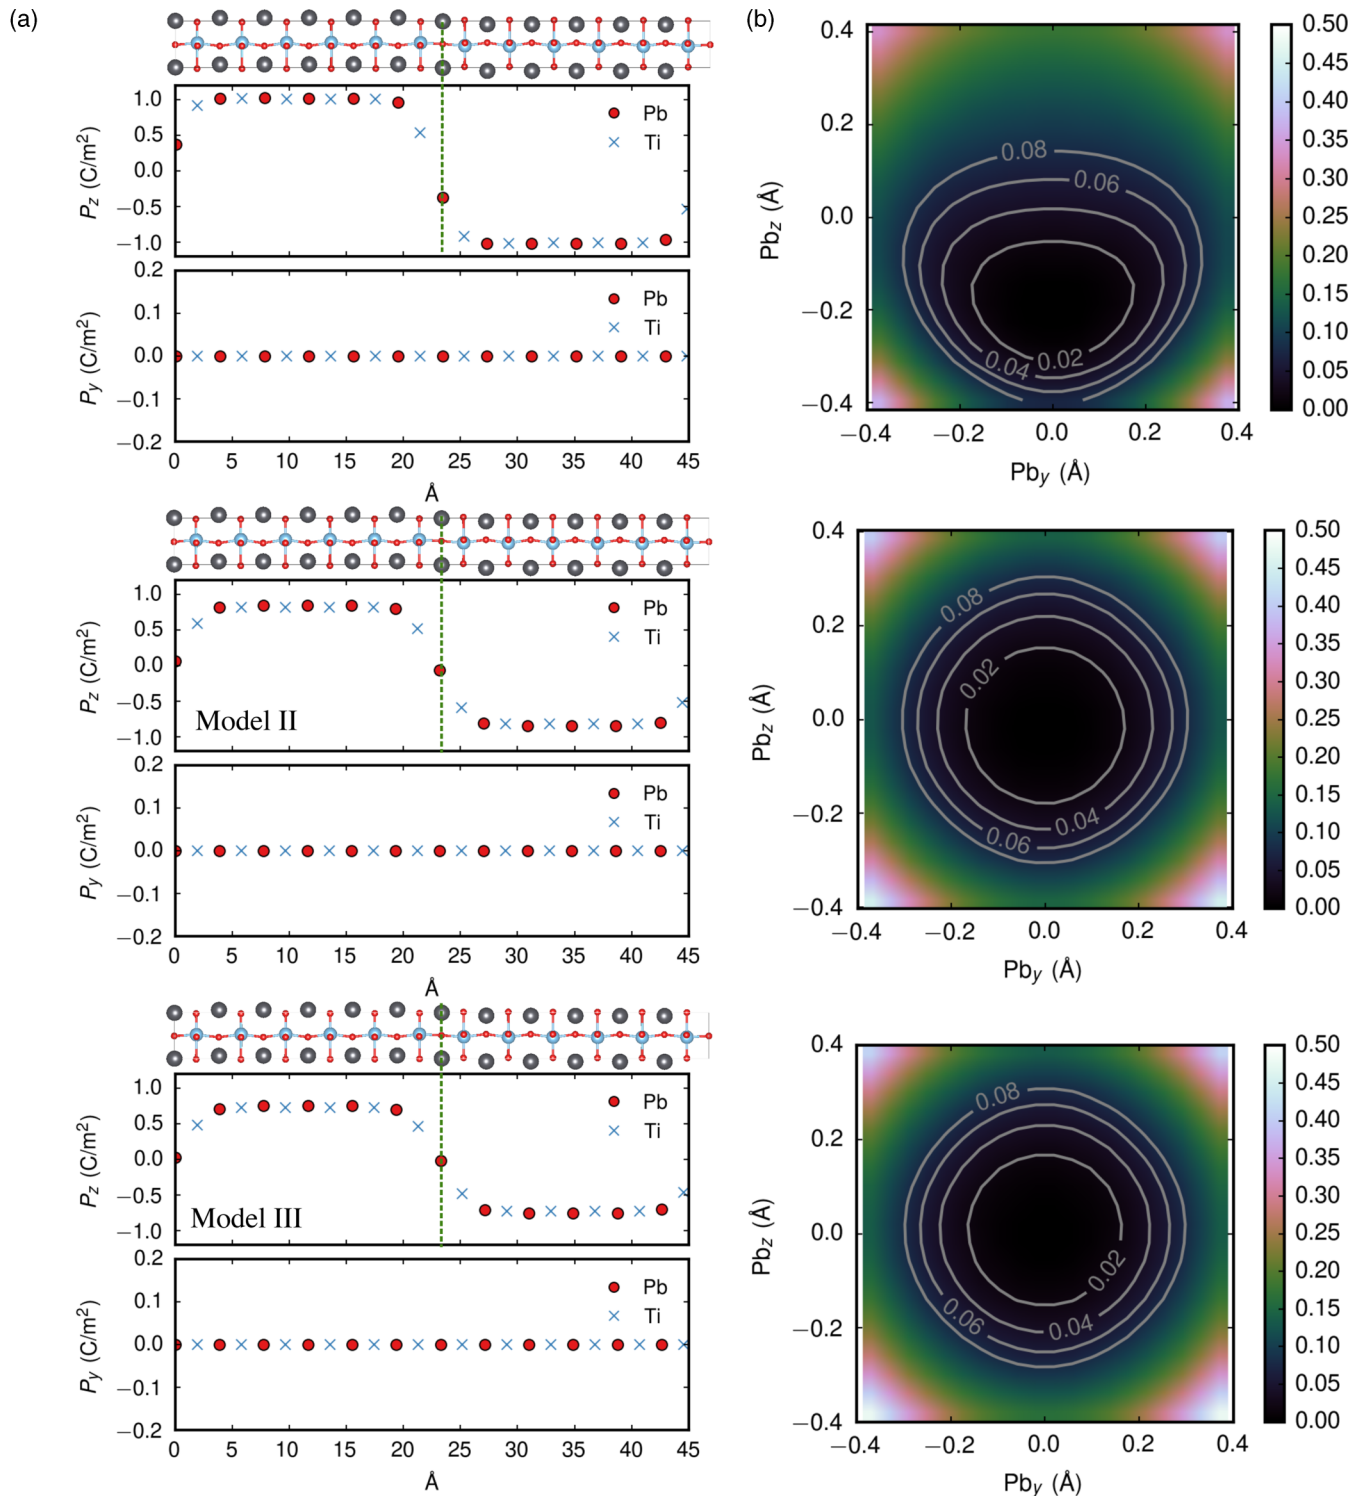 (a)
1.0
0.5
0.0
−0.5
−1.0
Pz (C/m²)
Pb
Ti
0.2
0.1
0.0
−0.1
−0.2
Py (C/m²)
Pb
Ti
0 5 10 15 20 25 30 35 40 45
Å
1.0
0.5
0.0
−0.5
−1.0
Pz (C/m²)
Pb
Ti
Model II
0.2
0.1
0.0
−0.1
−0.2
Py (C/m²)
Pb
Ti
0 5 10 15 20 25 30 35 40 45
Å
1.0
0.5
0.0
−0.5
−1.0
Pz (C/m²)
Pb
Ti
Model III
0.2
0.1
0.0
−0.1
−0.2
Py (C/m²)
Pb
Ti
0 5 10 15 20 25 30 35 40 45
Å
(b)
0.4
0.2
0.0
−0.2
−0.4
Pbz (Å)
0.08
0.06
0.04
0.02
−0.4 −0.2 0.0 0.2 0.4
Pby (Å)
0.50
0.45
0.40
0.35
0.30
0.25
0.20
0.15
0.10
0.05
0.00
0.4
0.2
0.0
−0.2
−0.4
Pbz (Å)
0.08
0.02
0.04
0.06
−0.4 −0.2 0.0 0.2 0.4
Pby (Å)
0.50
0.45
0.40
0.35
0.30
0.25
0.20
0.15
0.10
0.05
0.00
0.4
0.2
0.0
−0.2
−0.4
Pbz (Å)
0.08
0.02
0.06
0.04
−0.4 −0.2 0.0 0.2 0.4
Pby (Å)
0.50
0.45
0.40
0.35
0.30
0.25
0.20
0.15
0.10
0.05
0.00